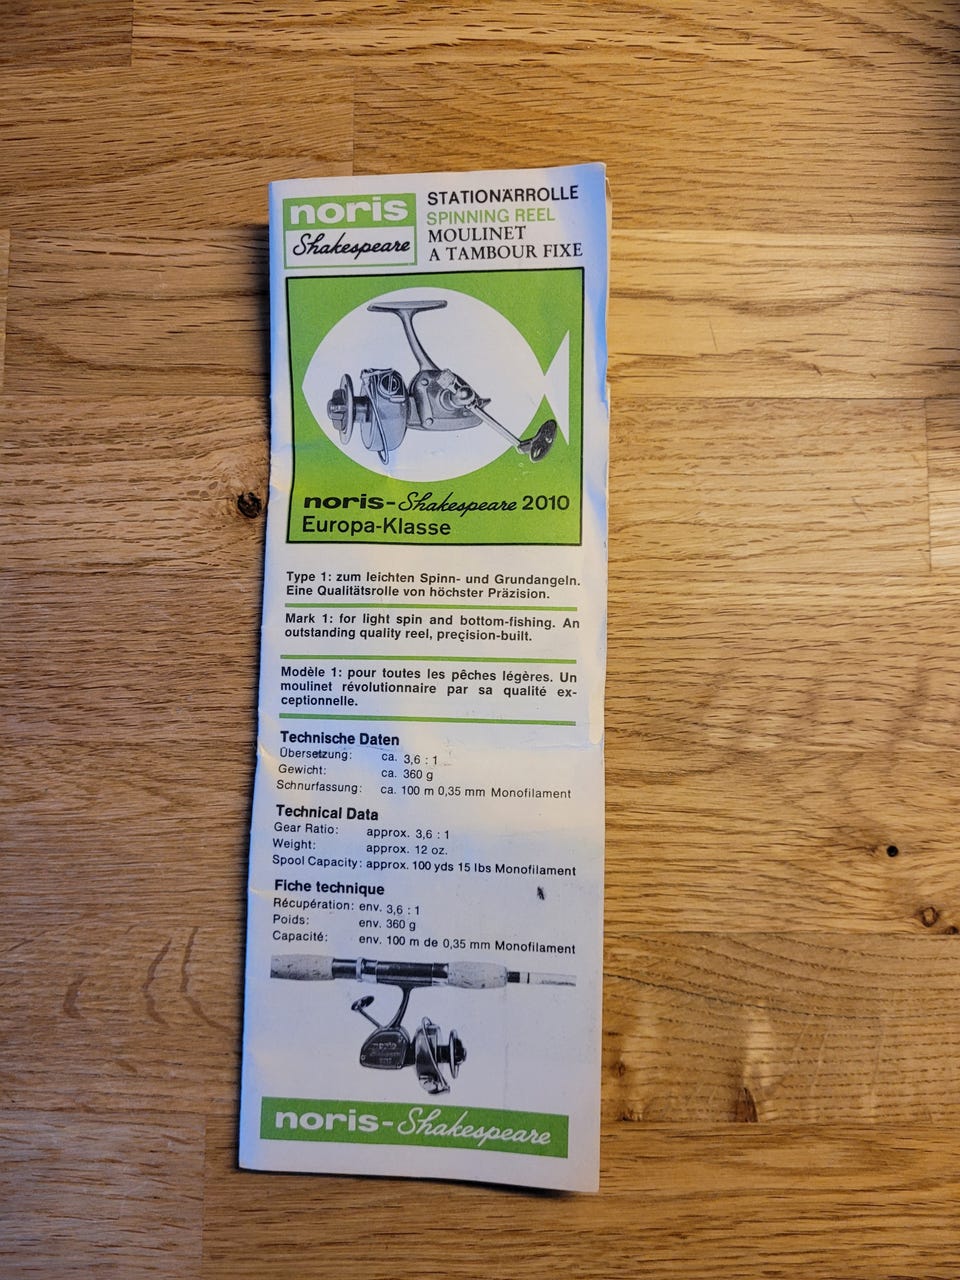 noris
Shakespeare
STATIONÄRROLLE
SPINNING REEL
MOULINET
A TAMBOUR FIXE
noris-Shakespeare 2010
Europa-Klasse
Type 1: zum leichten Spinn- und Grundangeln.
Eine Qualitätsrolle von höchster Präzision.
Mark 1: for light spin and bottom-fishing. An
outstanding quality reel, precision-built.
Modèle 1: pour toutes les pêches légères. Un
moulinet révolutionnaire par sa qualité ex-
ceptionnelle.
Technische Daten
Übersetzung: ca. 3,6 : 1
Gewicht: ca. 360 g
Schnurfassung: ca. 100 m 0,35 mm Monofilament
Technical Data
Gear Ratio: approx. 3,6 : 1
Weight: approx. 12 oz.
Spool Capacity: approx. 100 yds 15 lbs Monofilament
Fiche technique
Récupération: env. 3,6 : 1
Poids: env. 360 g
Capacité: env. 100 m de 0,35 mm Monofilament
noris-Shakespeare